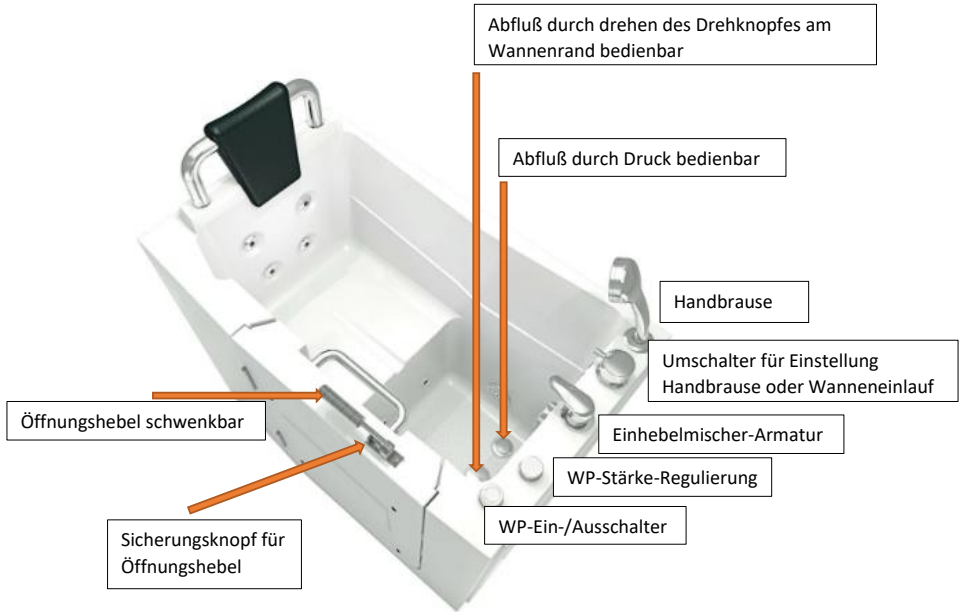 Abfluß durch drehen des Drehknopfes am
Wannenrand bedienbar
Abfluß durch Druck bedienbar
Handbrause
Umschalter für Einstellung
Handbrause oder Wanneneinlauf
Öffnungshebel schwenkbar
Einhebelmischer-Armatur
WP-Stärke-Regulierung
WP-Ein-/Ausschalter
Sicherungsknopf für
Öffnungshebel